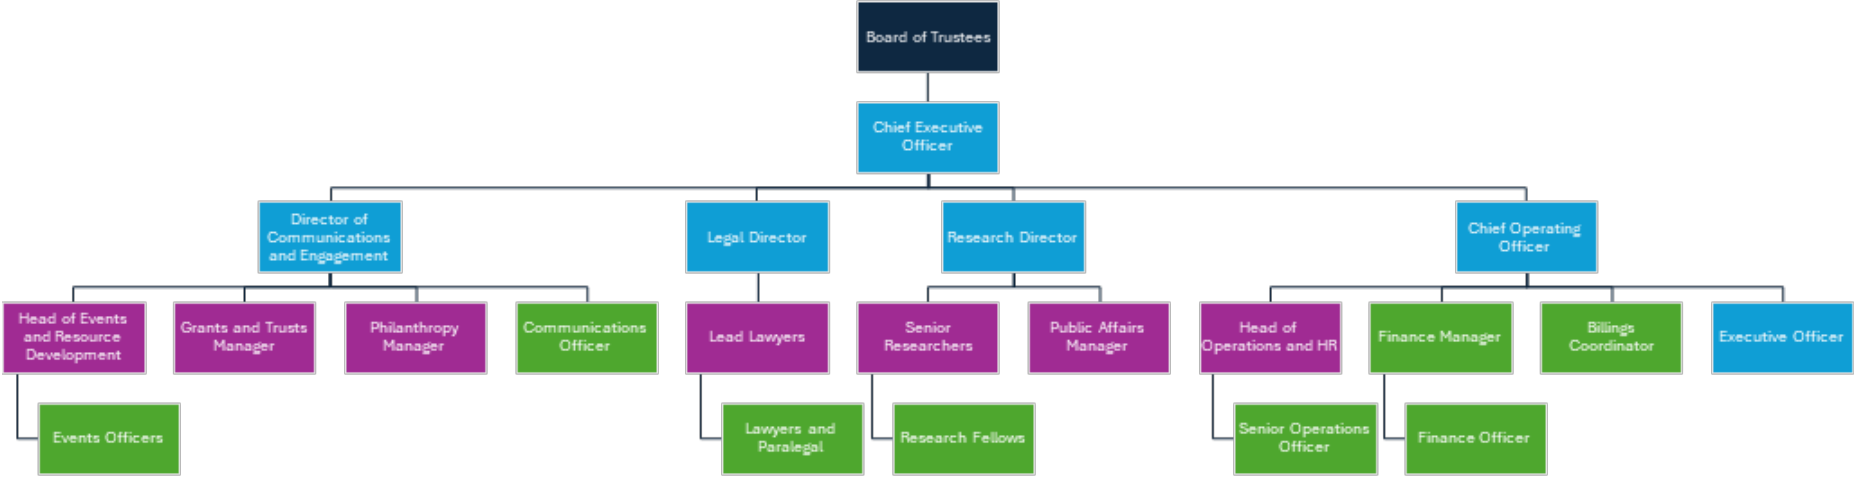 Board of Trustees
Chief Executive
Officer
Director of
Communications
and Engagement
Legal Director
Research Director
Chief Operating
Officer
Head of Events
and Resource
Development
Grants and Trusts
Manager
Philanthropy
Manager
Communications
Officer
Lead Lawyers
Senior
Researchers
Public Affairs
Manager
Head of
Operations and HR
Finance Manager
Billings
Coordinator
Executive Officer
Events Officers
Lawyers and
Paralegal
Research Fellows
Senior Operations
Officer
Finance Officer